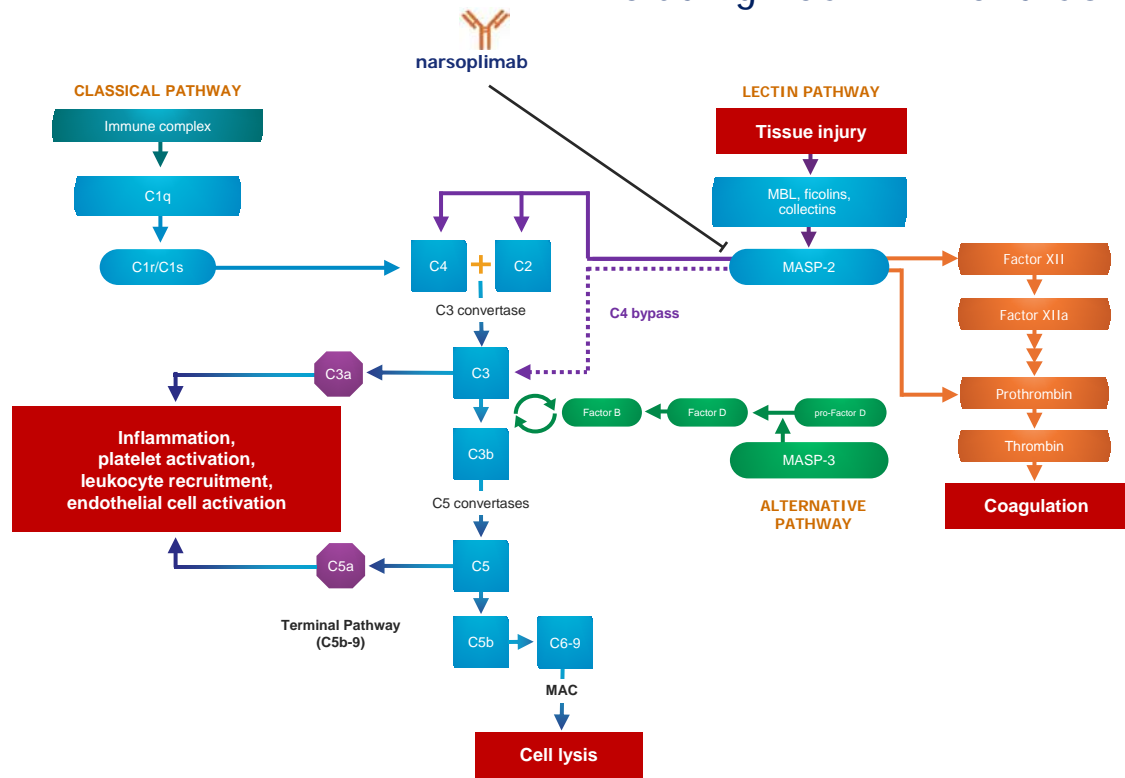 narsoplimab
CLASSICAL PATHWAY
Immune complex
C1q
C1r/C1s
LECTIN PATHWAY
Tissue injury
MBL, ficolins,
collectins
MASP-2
C4
+
C2
C3 convertase
C4 bypass
C3
C3a
C3b
C5 convertases
C5
C5a
Inflammation,
platelet activation,
leukocyte recruitment,
endothelial cell activation
Terminal Pathway
(C5b-9)
C5b
C6-9
MAC
Cell lysis
Factor B
Factor D
pro-Factor D
MASP-3
ALTERNATIVE
PATHWAY
Factor XII
Factor XIIa
Prothrombin
Thrombin
Coagulation